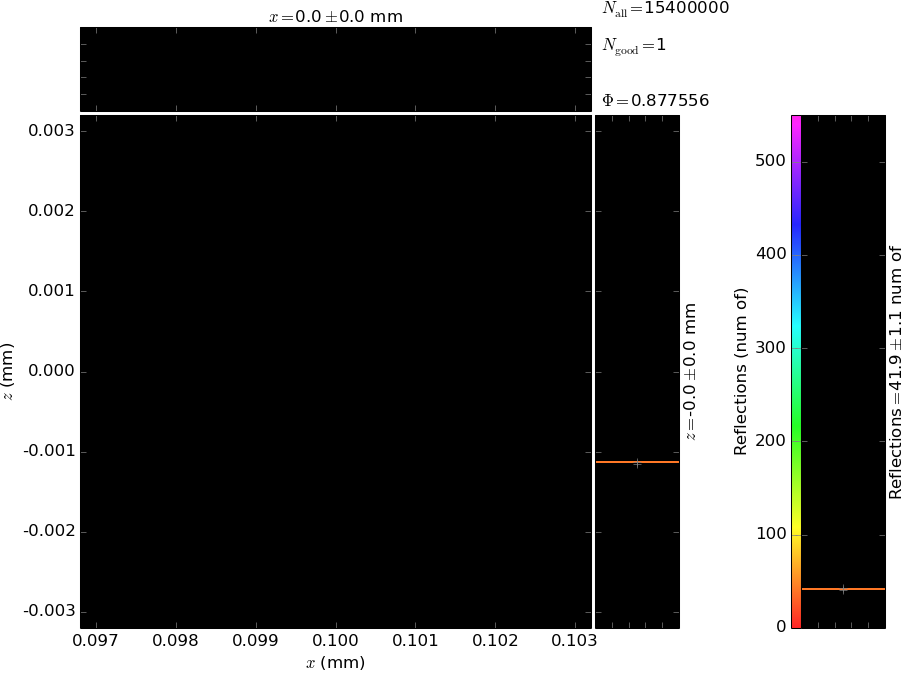 x=0.0 ± 0.0 mm
N_all=15400000
N_good=1
Φ=0.877556
0.003
0.002
0.001
0.000
-0.001
-0.002
-0.003
z (mm)
0.097
0.098
0.099
0.100
0.101
0.102
0.103
x (mm)
z=-0.0 ± 0.0 mm
Reflections (num of)
500
400
300
200
100
0
Reflections=41.9 ± 1.1 num of